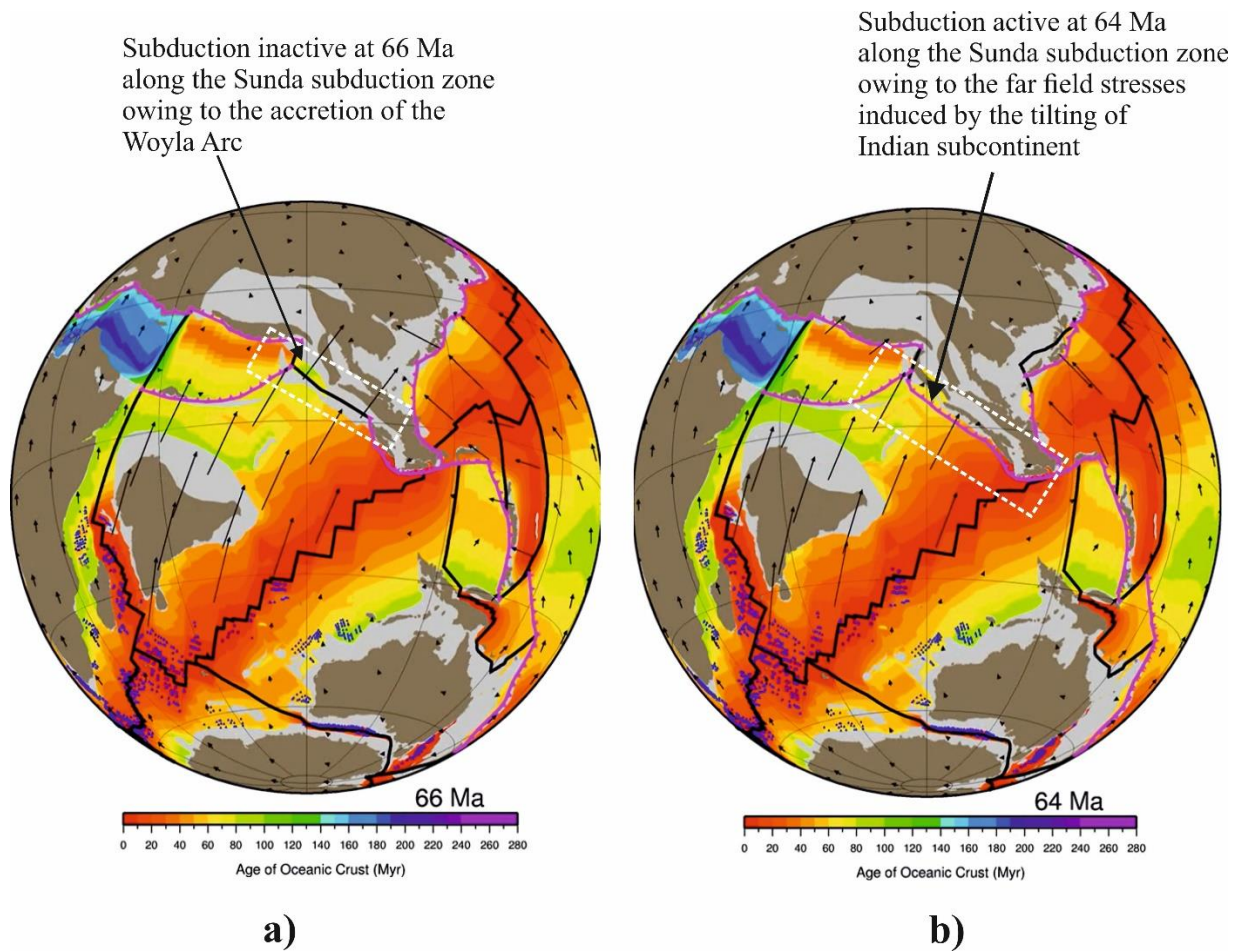 Subduction inactive at 66 Ma
along the Sunda subduction zone
owing to the accretion of the
Woyla Arc
Subduction active at 64 Ma
along the Sunda subduction zone
owing to the far field stresses
induced by the tilting of
Indian subcontinent
66 Ma
0 20 40 60 80 100 120 140 160 180 200 220 240 260 280
Age of Oceanic Crust (Myr)
a)
64 Ma
0 20 40 60 80 100 120 140 160 180 200 220 240 260 280
Age of Oceanic Crust (Myr)
b)